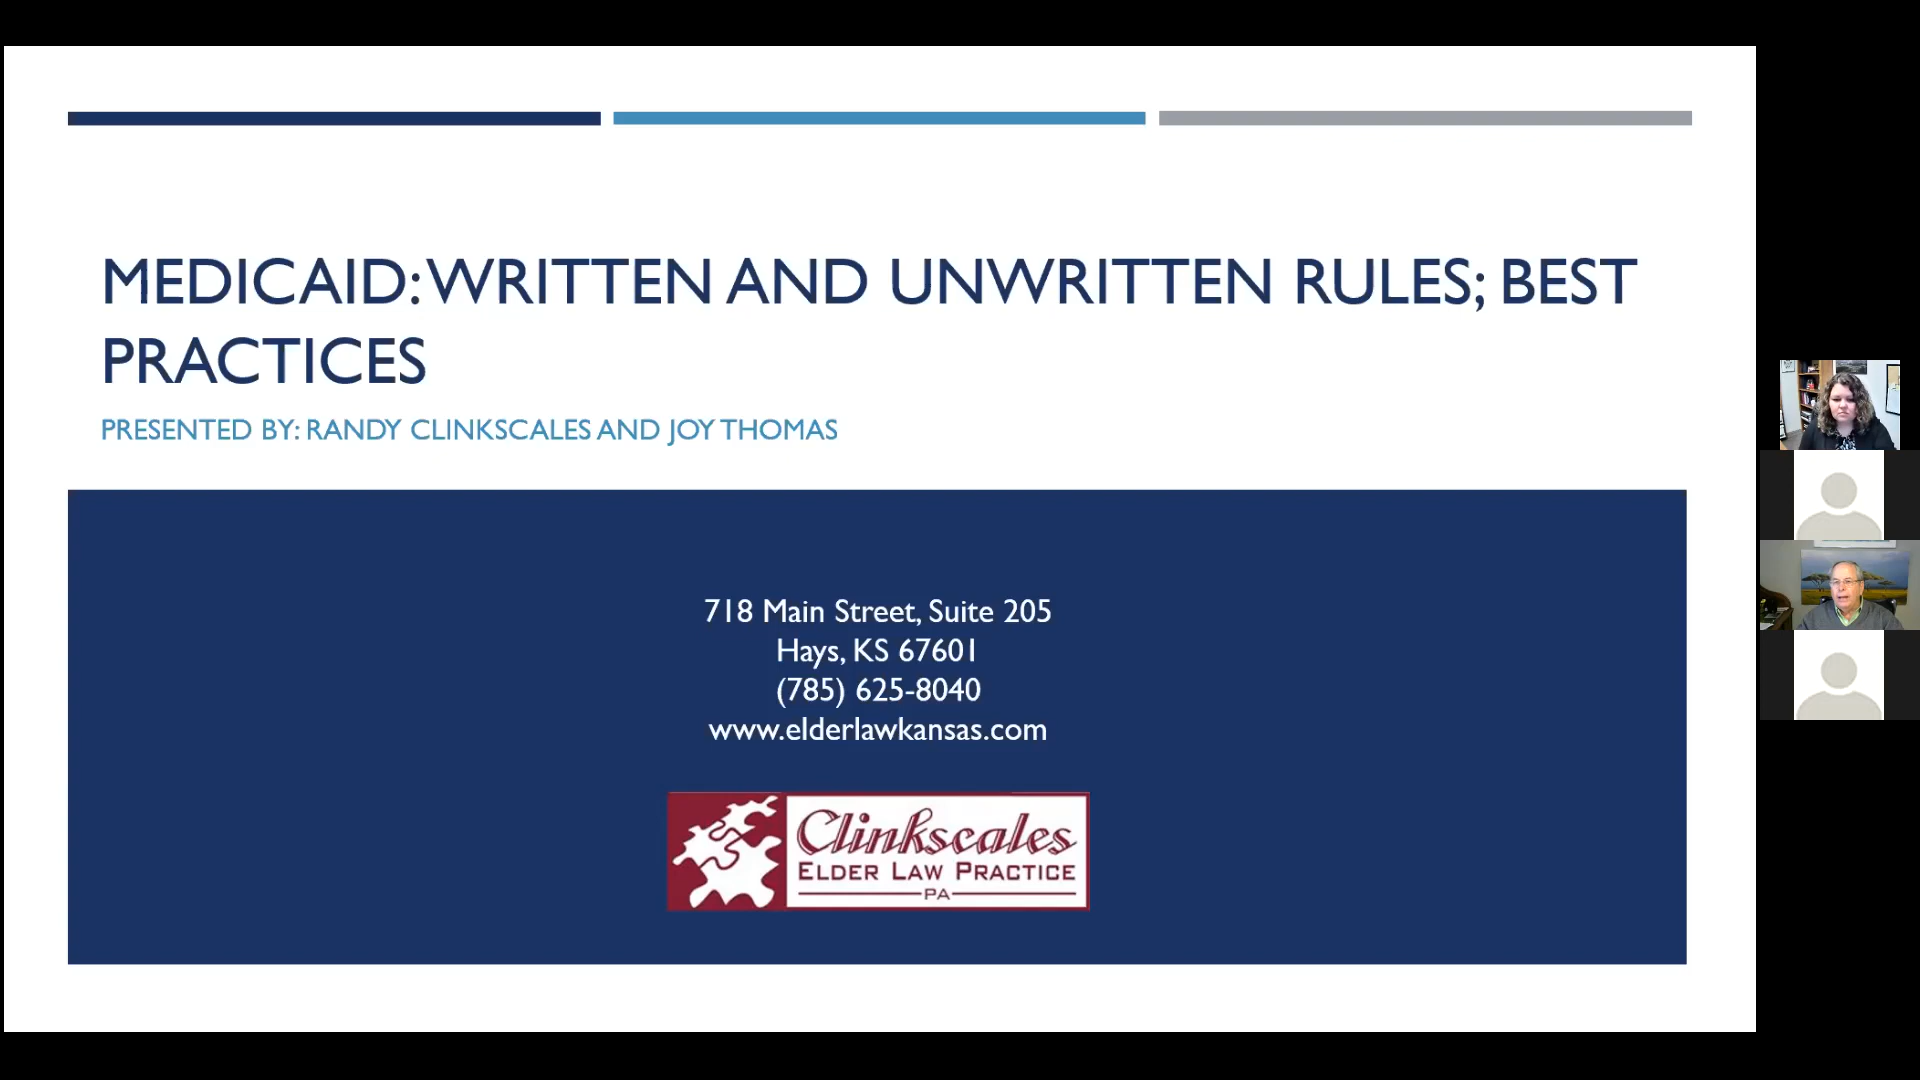 MEDICAID: WRITTEN AND UNWRITTEN RULES; BEST
PRACTICES
PRESENTED BY: RANDY CLINKSCALES AND JOY THOMAS
718 Main Street, Suite 205
Hays, KS 67601
(785) 625-8040
www.elderlawkansas.com
Clinkscales
ELDER LAW PRACTICE
PA